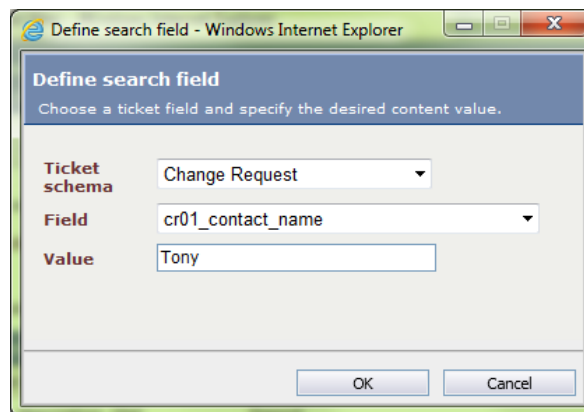 Define search field - Windows Internet Explorer
Define search field
Choose a ticket field and specify the desired content value.
Ticket schema Change Request
Field cr01_contact_name
Value Tony
OK Cancel